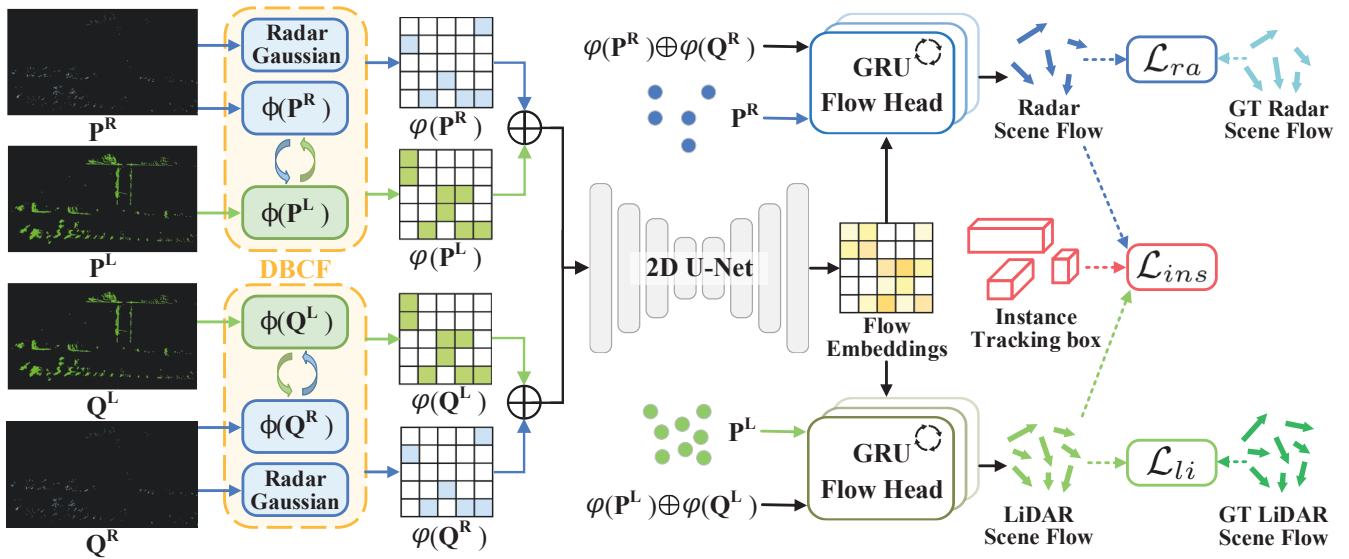 P^R
Radar
Gaussian
ϕ(P^R)
φ(P^R)
P^L
ϕ(P^L)
φ(P^L)
DBCF
Q^L
ϕ(Q^L)
φ(Q^L)
Q^R
ϕ(Q^R)
Radar
Gaussian
φ(Q^R)
2D U-Net
φ(P^R)⊕φ(Q^R)
P^R
GRU
Flow Head
Flow
Embeddings
P^L
φ(P^L)⊕φ(Q^L)
GRU
Flow Head
Radar
Scene Flow
ℒ_ra
GT Radar
Scene Flow
Instance
Tracking box
ℒ_ins
LiDAR
Scene Flow
ℒ_li
GT LiDAR
Scene Flow